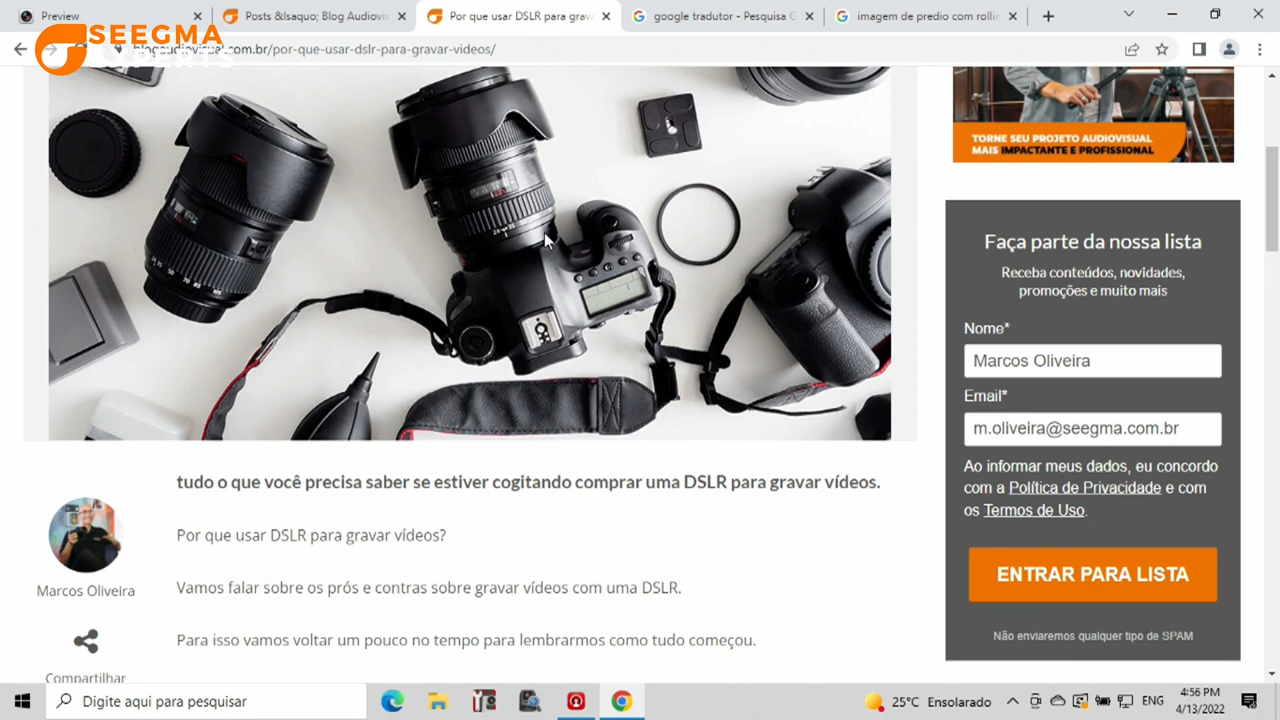 Preview
Posts &lsaquo; Blog Audiovis
Por que usar DSLR para grava
google tradutor - Pesquisa G
imagem de predio com rollin
SEEGMA
EXPERTS
blogaudiovisual.com.br/por-que-usar-dslr-para-gravar-videos/
TORNE SEU PROJETO AUDIOVISUAL
MAIS IMPACTANTE E PROFISSIONAL
Faça parte da nossa lista
Receba conteúdos, novidades,
promoções e muito mais
Nome*
Marcos Oliveira
Email*
m.oliveira@seegma.com.br
Ao informar meus dados, eu concordo
com a Política de Privacidade e com
os Termos de Uso.
ENTRAR PARA LISTA
Não enviaremos qualquer tipo de SPAM
tudo o que você precisa saber se estiver cogitando comprar uma DSLR para gravar vídeos.
Por que usar DSLR para gravar vídeos?
Vamos falar sobre os prós e contras sobre gravar vídeos com uma DSLR.
Para isso vamos voltar um pouco no tempo para lembrarmos como tudo começou.
Marcos Oliveira
Compartilhar
Digite aqui para pesquisar
25°C Ensolarado
ENG
4:56 PM
4/13/2022